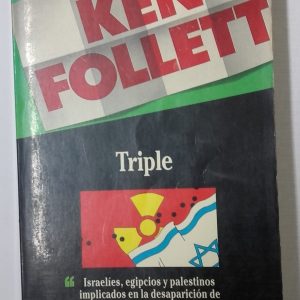 KEN
FOLLETT
Triple
“ Israelíes, egipcios y palestinos
implicados en la desaparición de